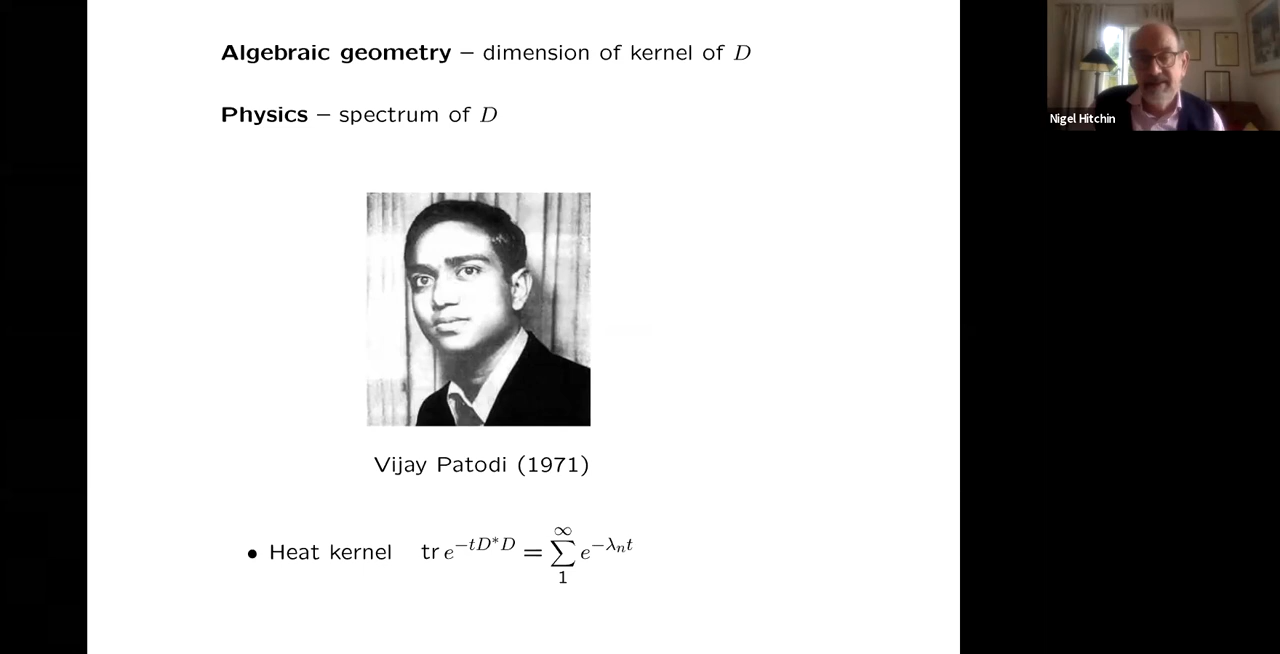 Algebraic geometry – dimension of kernel of D
Physics – spectrum of D
Nigel Hitchin
Vijay Patodi (1971)
• Heat kernel tr e^{-tD*D} = ∑_{1}^{∞} e^{-λ_n t}